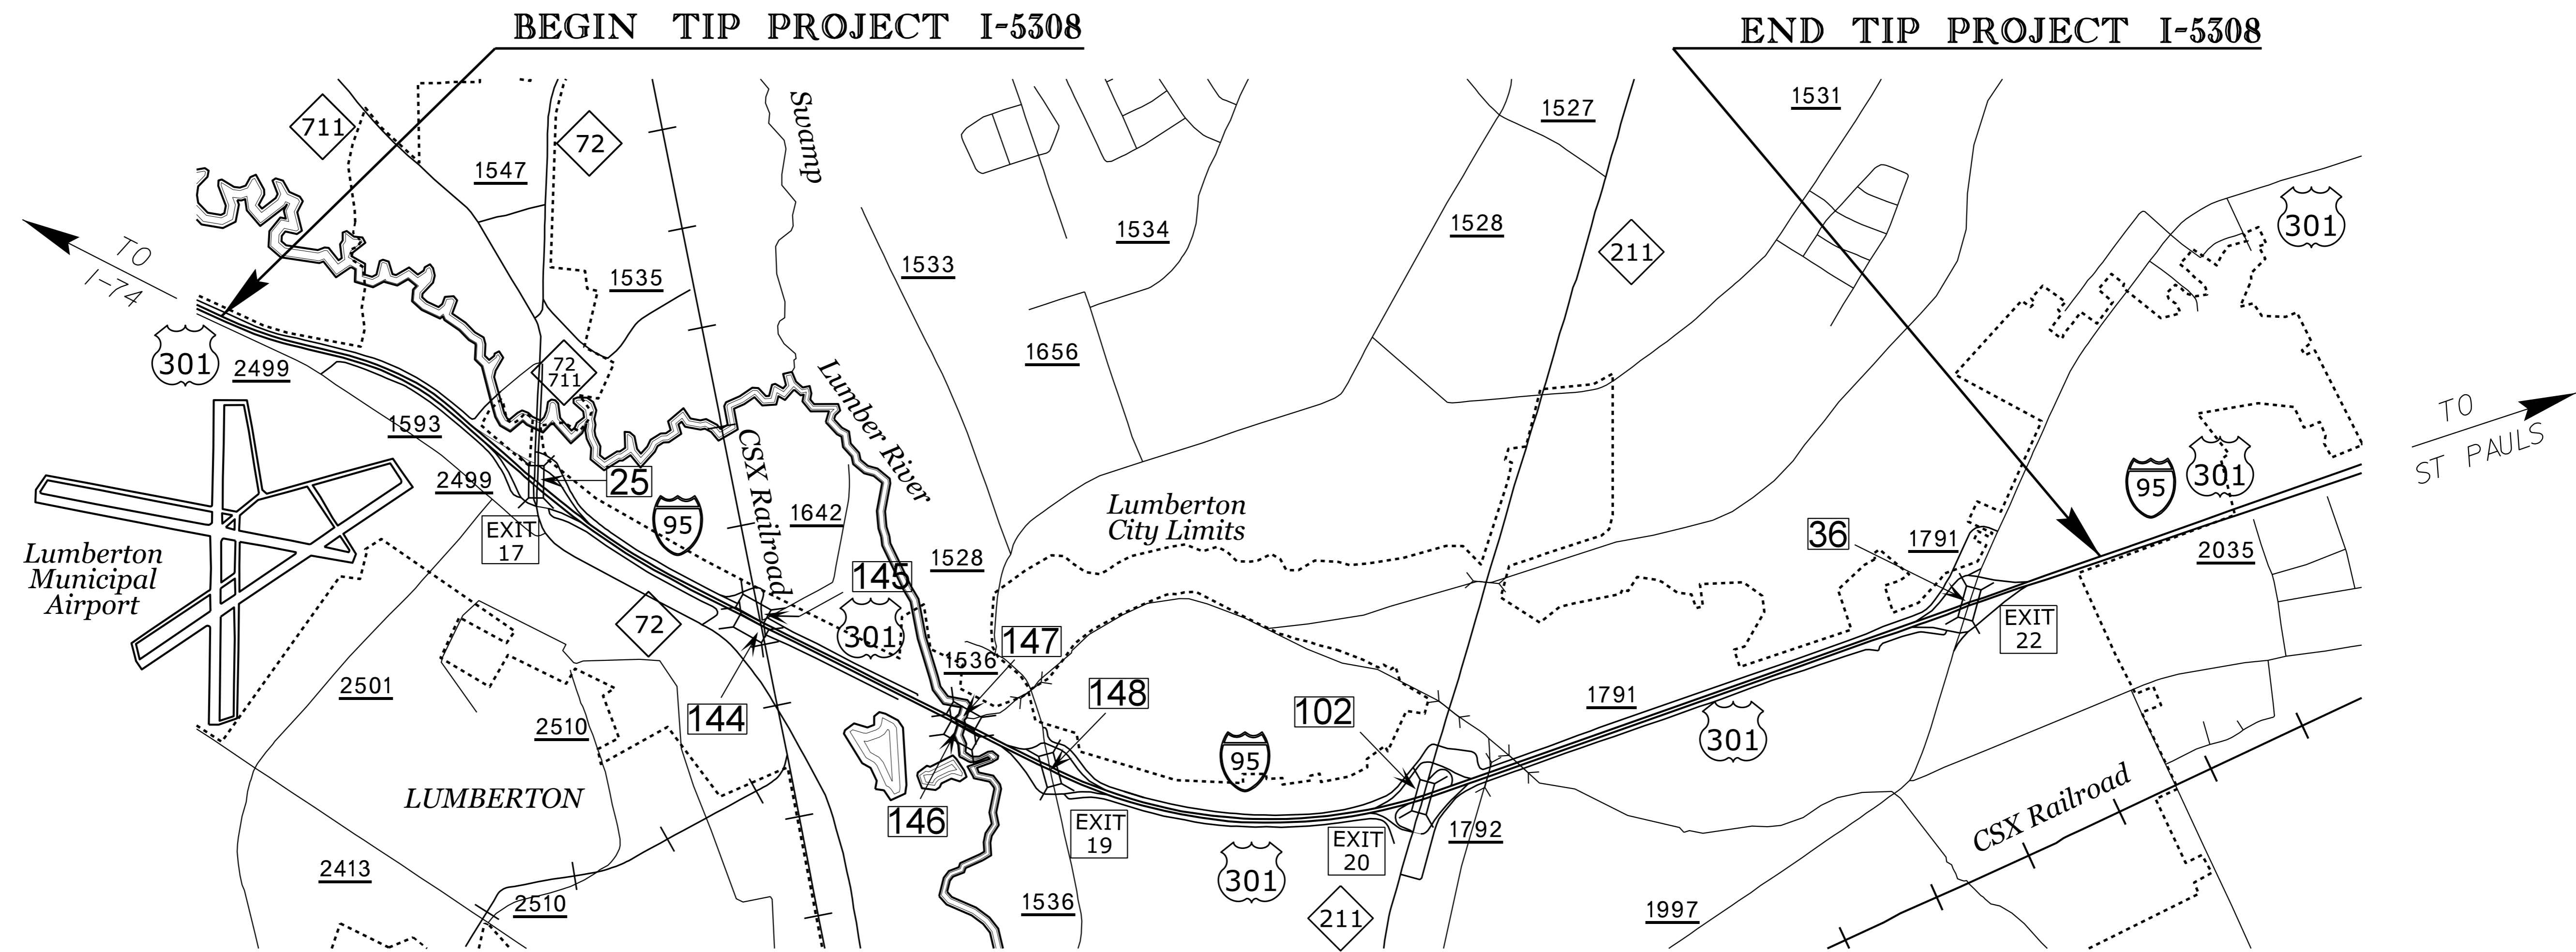 BEGIN TIP PROJECT I-5308
END TIP PROJECT I-5308
711
72
1547
Swamp
1527
1531
1534
1528
211
301
1533
1535
TO
I-74
301
2499
72
711
1656
Lumber River
1593
2499
25
CSX Railroad
1642
95
EXIT
17
Lumberton
Municipal
Airport
Lumberton
City Limits
1528
145
301
72
147
1536
148
144
2501
2510
LUMBERTON
146
EXIT
19
95
102
EXIT
20
1792
301
211
1536
2413
2510
36
1791
EXIT
22
95
301
2035
TO
ST PAULS
1791
301
CSX Railroad
1997